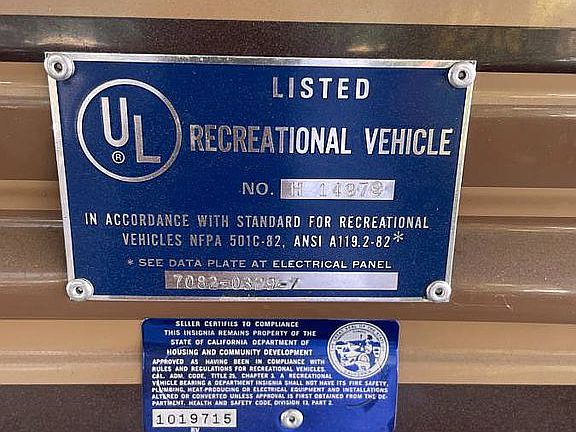 LISTED
UL ®
RECREATIONAL VEHICLE
NO. H 14979
IN ACCORDANCE WITH STANDARD FOR RECREATIONAL
VEHICLES NFPA 501C-82, ANSI A119.2-82*
* SEE DATA PLATE AT ELECTRICAL PANEL
7082-0329-7
SELLER CERTIFIES TO COMPLIANCE
THIS INSIGNIA REMAINS PROPERTY OF THE
STATE OF CALIFORNIA DEPARTMENT OF
HOUSING AND COMMUNITY DEVELOPMENT
APPROVED AS HAVING BEEN IN COMPLIANCE WITH
RULES AND REGULATIONS FOR RECREATIONAL VEHICLES.
CAL. ADM. CODE, TITLE 25, CHAPTER 3. A RECREATIONAL
VEHICLE BEARING A DEPARTMENT INSIGNIA SHALL NOT HAVE ITS FIRE SAFETY,
PLUMBING, HEAT-PRODUCING OR ELECTRICAL EQUIPMENT AND INSTALLATIONS
ALTERED OR CONVERTED UNLESS APPROVAL IS FIRST OBTAINED FROM THE DE-
PARTMENT. HEALTH AND SAFETY CODE, DIVISION 13, PART 2.
1019715
RV